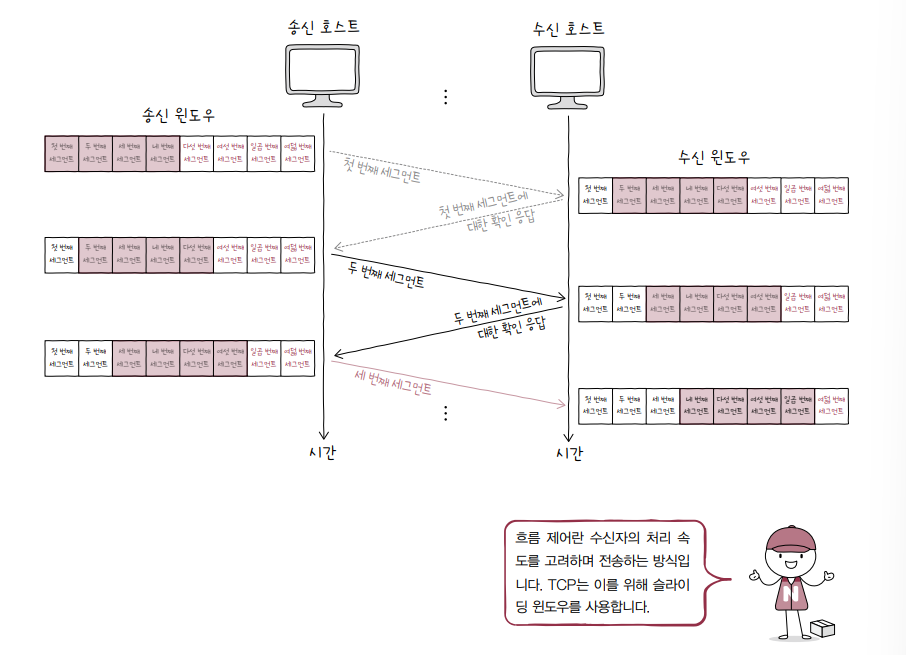 송신 호스트
수신 호스트
송신 윈도우
첫 번째 두 번째 세 번째 네 번째 다섯 번째 여섯 번째 일곱 번째 여덟 번째
세그먼트 세그먼트 세그먼트 세그먼트 세그먼트 세그먼트 세그먼트 세그먼트
수신 윈도우
첫 번째 세그먼트
첫 번째 두 번째 세 번째 네 번째 다섯 번째 여섯 번째 일곱 번째 여덟 번째
세그먼트 세그먼트 세그먼트 세그먼트 세그먼트 세그먼트 세그먼트 세그먼트
첫 번째 세그먼트에
대한 확인 응답
첫 번째 두 번째 세 번째 네 번째 다섯 번째 여섯 번째 일곱 번째 여덟 번째
세그먼트 세그먼트 세그먼트 세그먼트 세그먼트 세그먼트 세그먼트 세그먼트
두 번째 세그먼트
첫 번째 두 번째 세 번째 네 번째 다섯 번째 여섯 번째 일곱 번째 여덟 번째
세그먼트 세그먼트 세그먼트 세그먼트 세그먼트 세그먼트 세그먼트 세그먼트
두 번째 세그먼트에
대한 확인 응답
첫 번째 두 번째 세 번째 네 번째 다섯 번째 여섯 번째 일곱 번째 여덟 번째
세그먼트 세그먼트 세그먼트 세그먼트 세그먼트 세그먼트 세그먼트 세그먼트
세 번째 세그먼트
첫 번째 두 번째 세 번째 네 번째 다섯 번째 여섯 번째 일곱 번째 여덟 번째
세그먼트 세그먼트 세그먼트 세그먼트 세그먼트 세그먼트 세그먼트 세그먼트
시간
시간
흐름 제어란 수신자의 처리 속
도를 고려하며 전송하는 방식입
니다. TCP는 이를 위해 슬라이
딩 윈도우를 사용합니다.
N